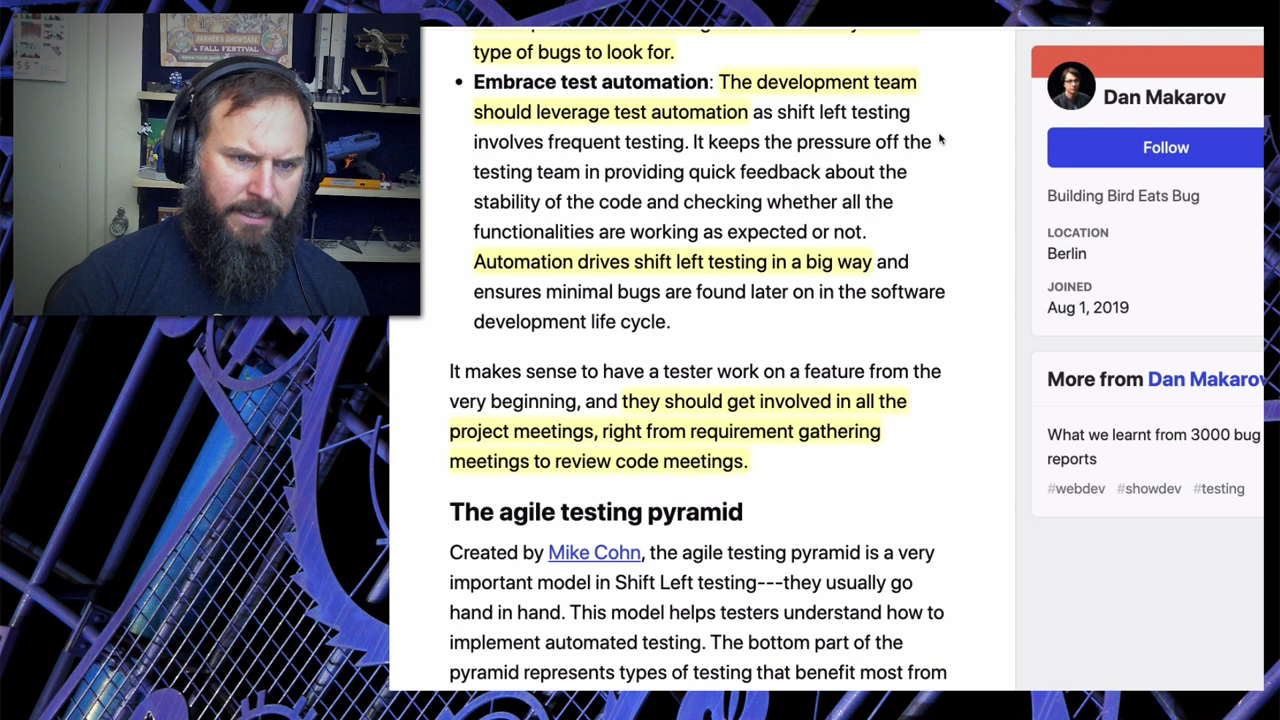 FARMER'S SHOWCASE
& FALL FESTIVAL
type of bugs to look for.
• Embrace test automation: The development team
should leverage test automation as shift left testing
involves frequent testing. It keeps the pressure off the
testing team in providing quick feedback about the
stability of the code and checking whether all the
functionalities are working as expected or not.
Automation drives shift left testing in a big way and
ensures minimal bugs are found later on in the software
development life cycle.
It makes sense to have a tester work on a feature from the
very beginning, and they should get involved in all the
project meetings, right from requirement gathering
meetings to review code meetings.
The agile testing pyramid
Created by Mike Cohn, the agile testing pyramid is a very
important model in Shift Left testing---they usually go
hand in hand. This model helps testers understand how to
implement automated testing. The bottom part of the
pyramid represents types of testing that benefit most from
Dan Makarov
Follow
Building Bird Eats Bug
LOCATION
Berlin
JOINED
Aug 1, 2019
More from Dan Makarov
What we learnt from 3000 bug
reports
#webdev #showdev #testing